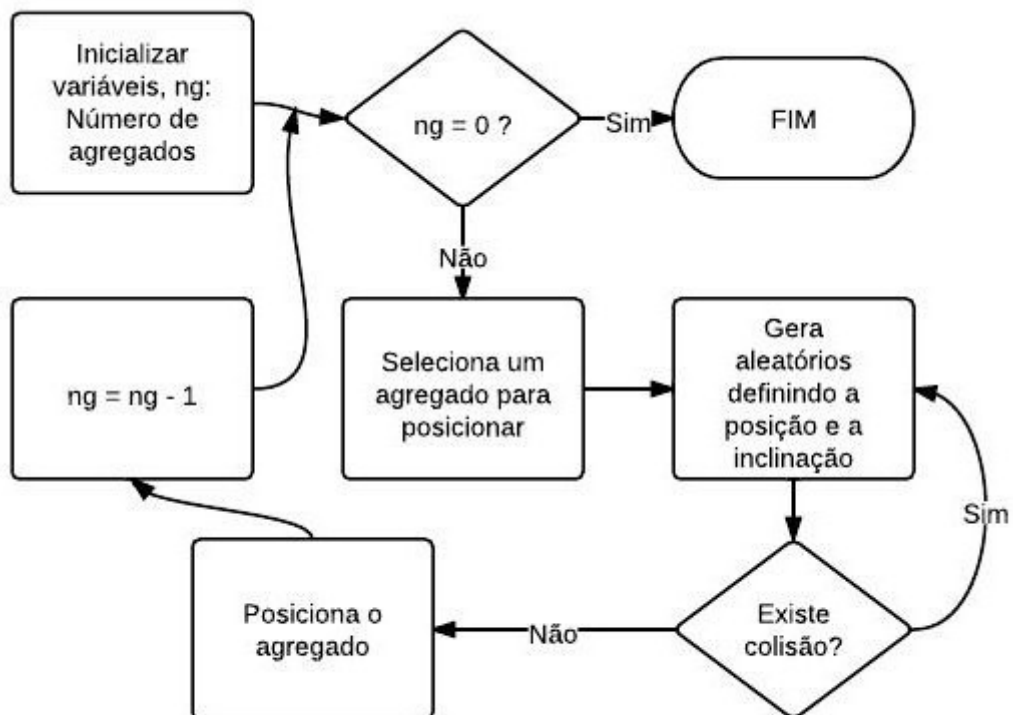 Inicializar
variáveis, ng:
Número de
agregados
ng = 0 ?
Sim
FIM
Não
ng = ng - 1
Seleciona um
agregado para
posicionar
Gera
aleatórios
definindo a
posição e a
inclinação
Sim
Posiciona o
agregado
Não
Existe
colisão?